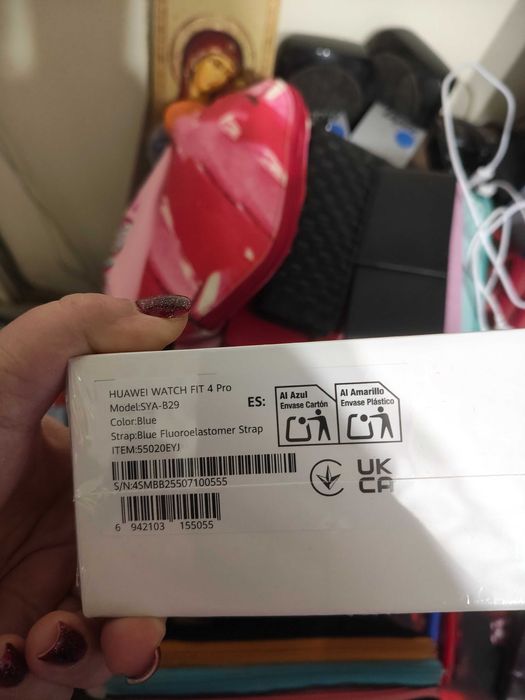 HUAWEI WATCH FIT 4 Pro
Model:SYA-B29
Color:Blue
Strap:Blue Fluoroelastomer Strap
ITEM:55020EYJ
S/N:4SMBB25507100555
6 942103 155055
ES:
Al Azul
Envase Cartón
Al Amarillo
Envase Plástico
UK
CA